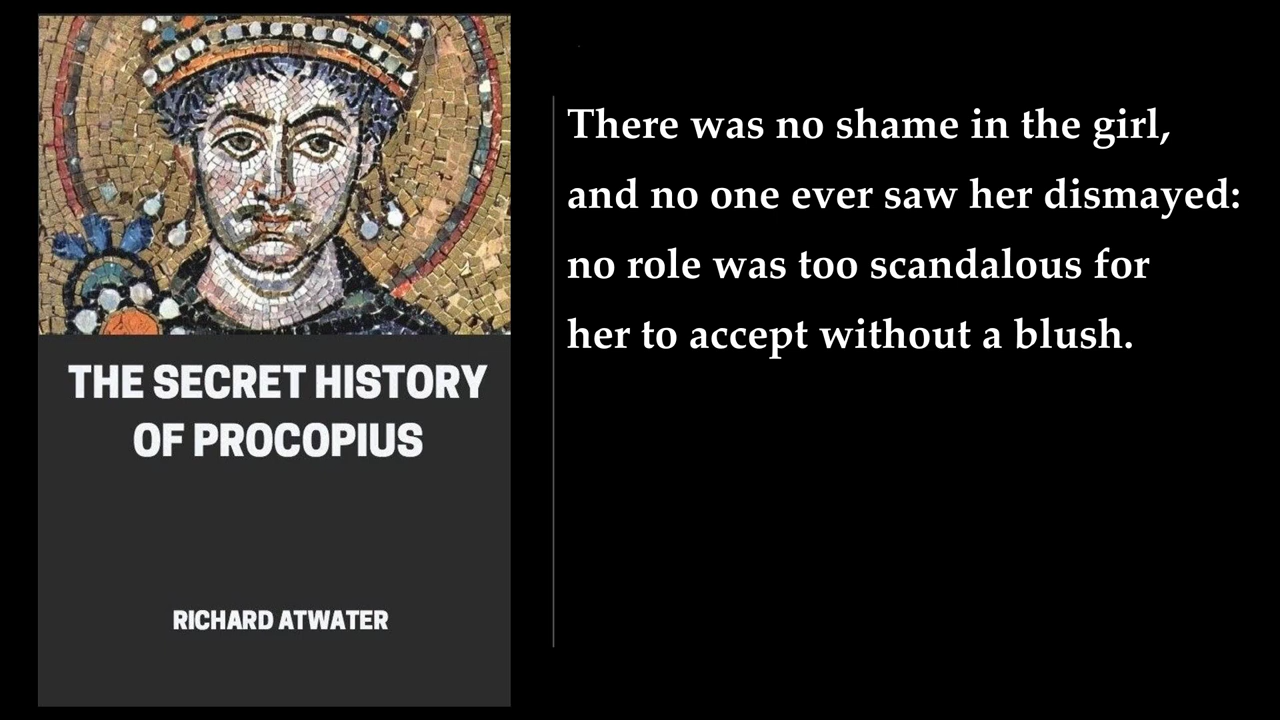 THE SECRET HISTORY
OF PROCOPIUS
RICHARD ATWATER
There was no shame in the girl,
and no one ever saw her dismayed:
no role was too scandalous for
her to accept without a blush.